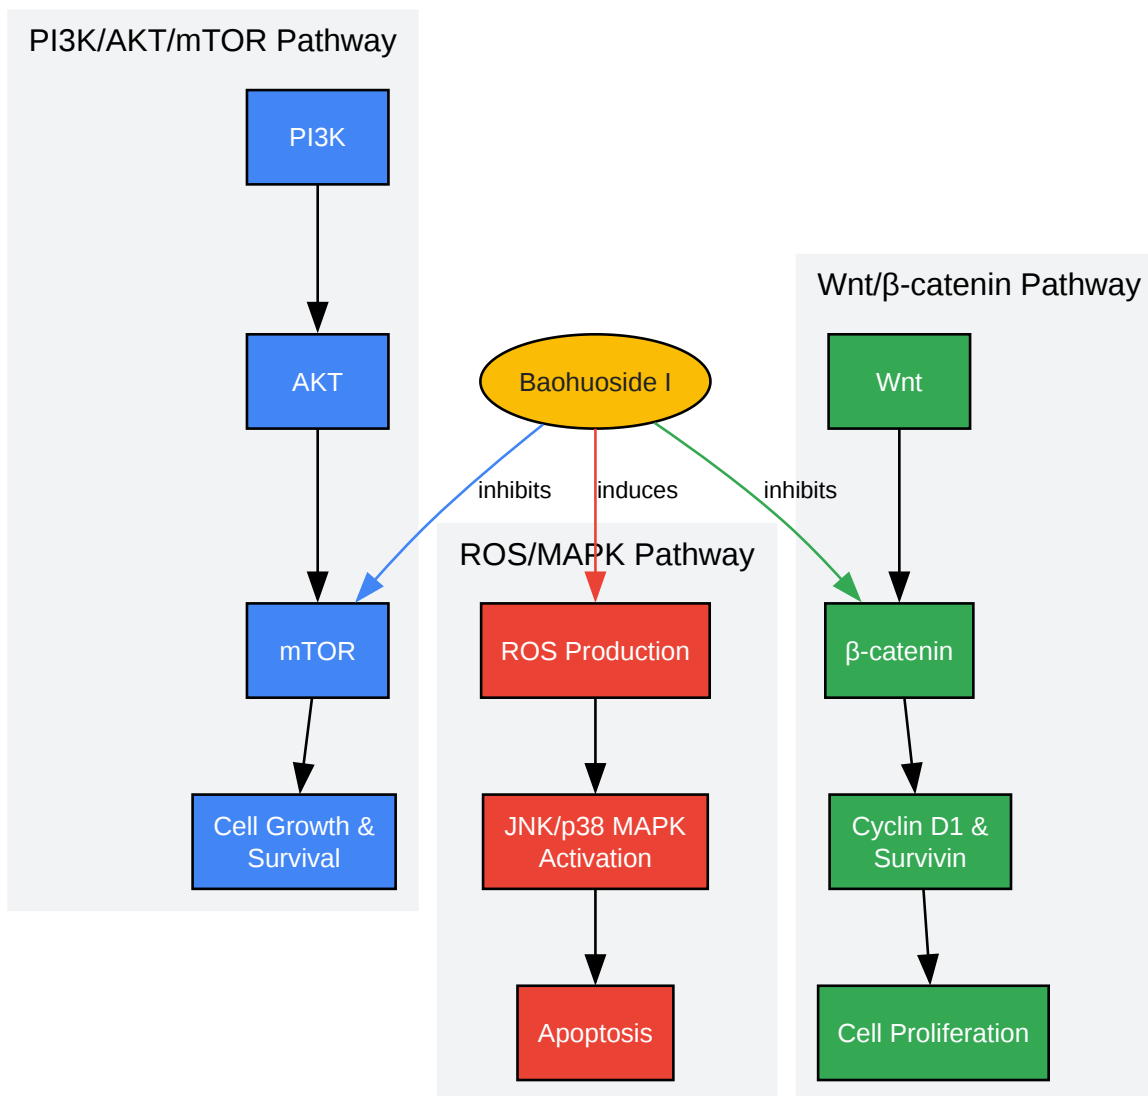 PI3K/AKT/mTOR Pathway
PI3K
Wnt/β-catenin Pathway
AKT
Baohuoside I
Wnt
inhibits
induces
inhibits
ROS/MAPK Pathway
mTOR
ROS Production
β-catenin
Cell Growth &
Survival
JNK/p38 MAPK
Activation
Cyclin D1 &
Survivin
Apoptosis
Cell Proliferation